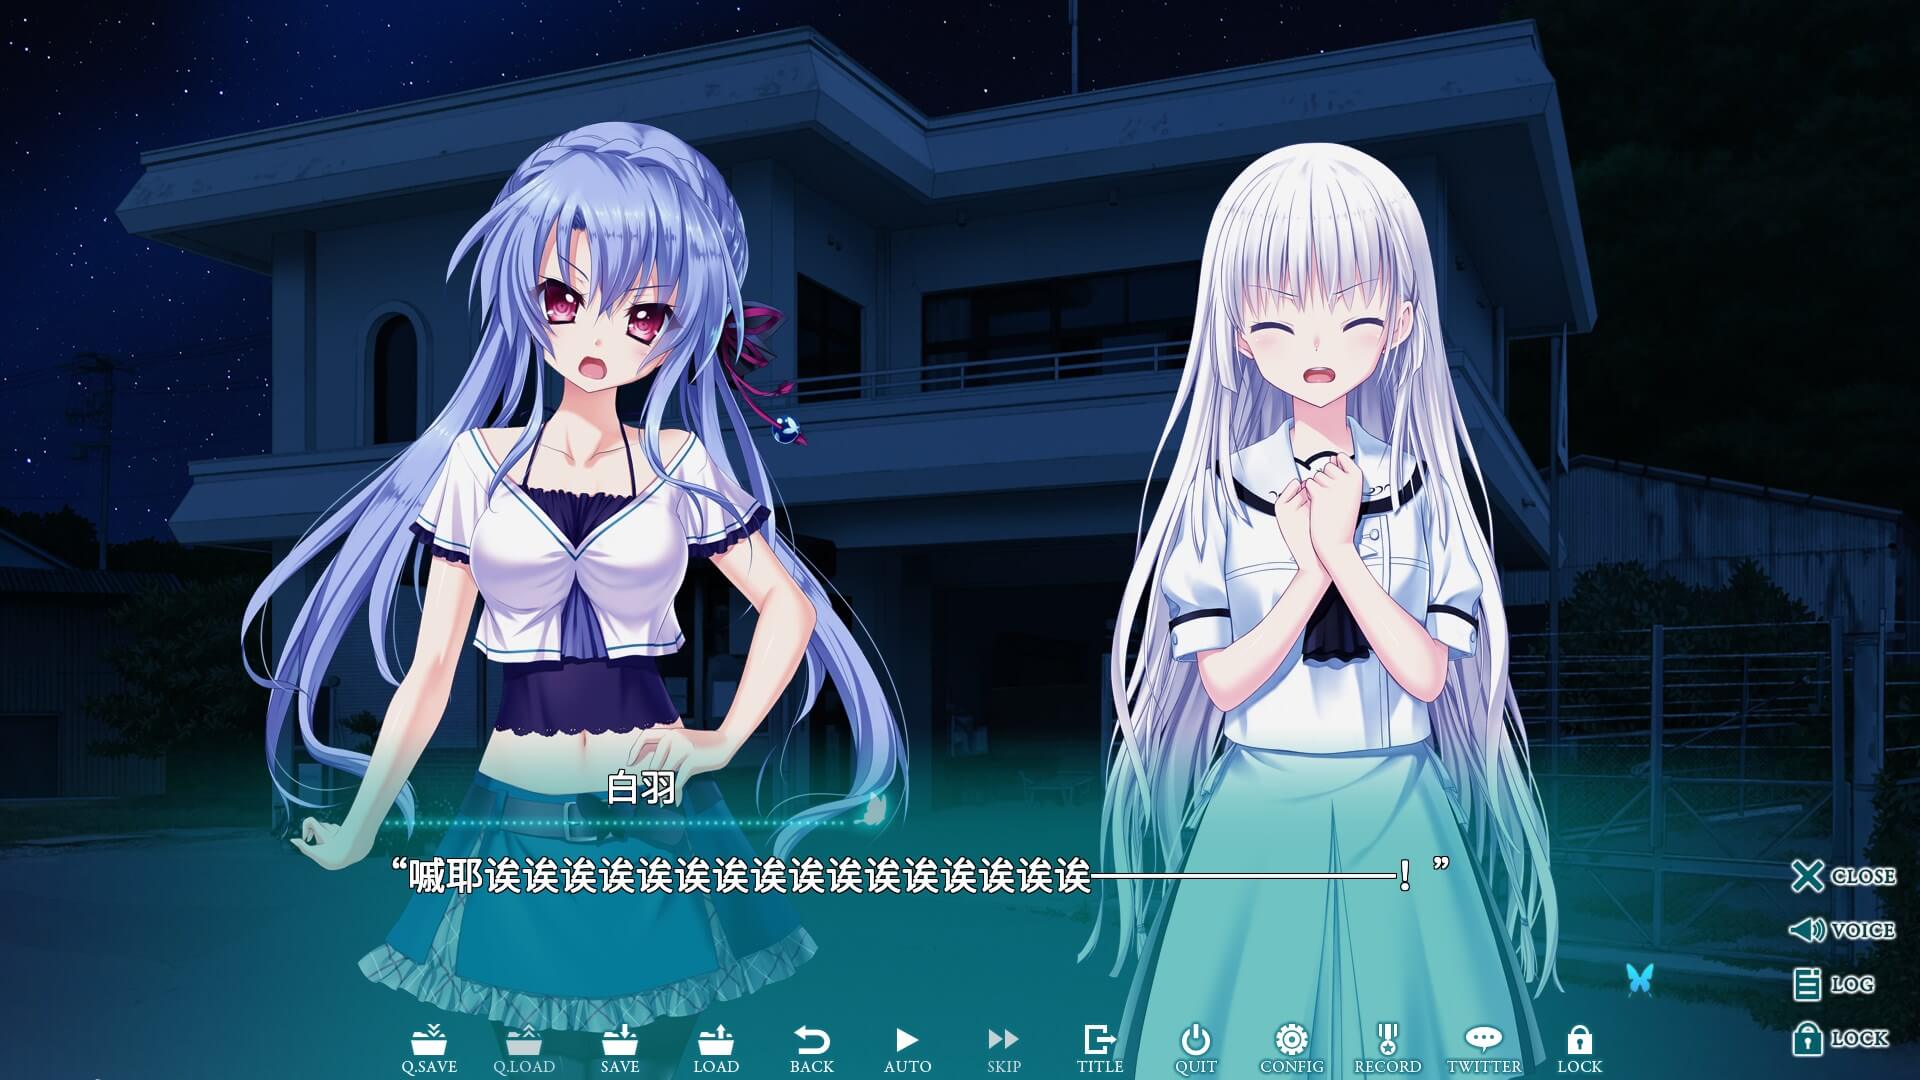 白羽
“嘁耶诶诶诶诶诶诶诶诶诶诶诶诶诶诶诶诶————————！”
CLOSE
VOICE
LOG
LOCK
Q.SAVE Q.LOAD SAVE LOAD BACK AUTO SKIP TITLE QUIT CONFIG RECORD TWITTER LOCK